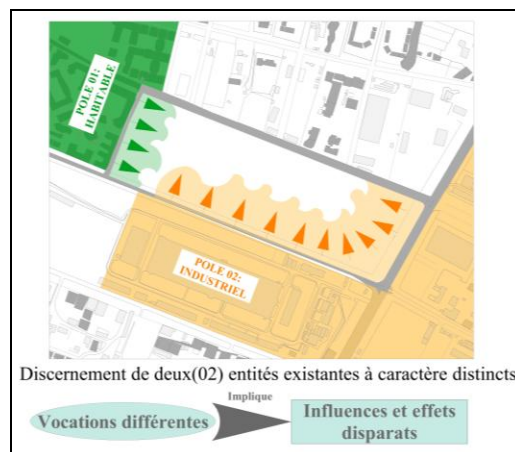 POLE 01:
HABITABLE
POLE 02:
INDUSTRIEL
Discernement de deux(02) entités existantes à caractère distincts
Implique
Vocations différentes
Influences et effets
disparats